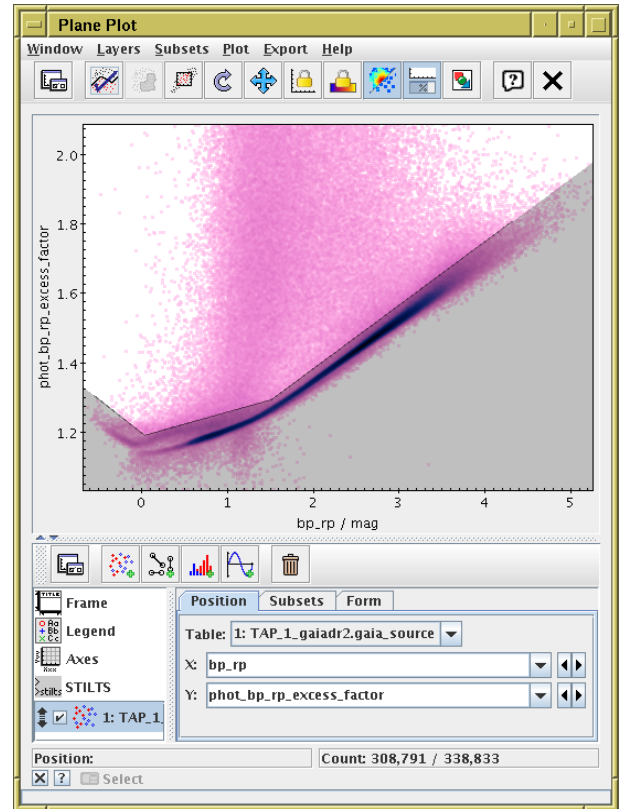 Plane Plot
Window Layers Subsets Plot Export Help
phot_bp_rp_excess_factor
2.0
1.8
1.6
1.4
1.2
0 1 2 3 4 5
bp_rp / mag
Frame
Legend
Axes
STILTS
1: TAP_1_
Position Subsets Form
Table: 1: TAP_1_gaiadr2.gaia_source
X: bp_rp
Y: phot_bp_rp_excess_factor
Position: Count: 308,791 / 338,833
Select